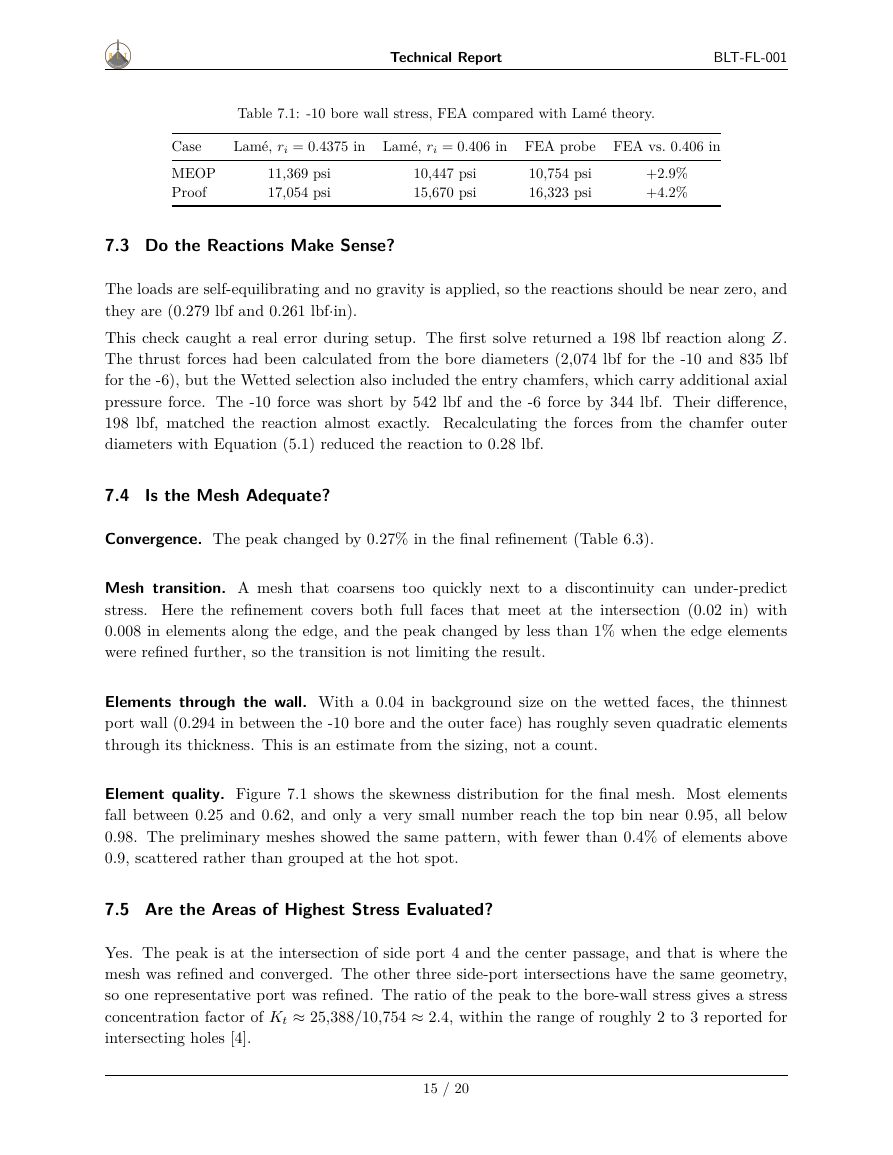 Technical Report
BLT-FL-001
Table 7.1: -10 bore wall stress, FEA compared with Lamé theory.
Case Lamé, rᵢ = 0.4375 in Lamé, rᵢ = 0.406 in FEA probe FEA vs. 0.406 in
MEOP 11,369 psi 10,447 psi 10,754 psi +2.9%
Proof 17,054 psi 15,670 psi 16,323 psi +4.2%
7.3 Do the Reactions Make Sense?
The loads are self-equilibrating and no gravity is applied, so the reactions should be near zero, and
they are (0.279 lbf and 0.261 lbf·in).
This check caught a real error during setup. The first solve returned a 198 lbf reaction along Z.
The thrust forces had been calculated from the bore diameters (2,074 lbf for the -10 and 835 lbf
for the -6), but the Wetted selection also included the entry chamfers, which carry additional axial
pressure force. The -10 force was short by 542 lbf and the -6 force by 344 lbf. Their difference,
198 lbf, matched the reaction almost exactly. Recalculating the forces from the chamfer outer
diameters with Equation (5.1) reduced the reaction to 0.28 lbf.
7.4 Is the Mesh Adequate?
Convergence. The peak changed by 0.27% in the final refinement (Table 6.3).
Mesh transition. A mesh that coarsens too quickly next to a discontinuity can under-predict
stress. Here the refinement covers both full faces that meet at the intersection (0.02 in) with
0.008 in elements along the edge, and the peak changed by less than 1% when the edge elements
were refined further, so the transition is not limiting the result.
Elements through the wall. With a 0.04 in background size on the wetted faces, the thinnest
port wall (0.294 in between the -10 bore and the outer face) has roughly seven quadratic elements
through its thickness. This is an estimate from the sizing, not a count.
Element quality. Figure 7.1 shows the skewness distribution for the final mesh. Most elements
fall between 0.25 and 0.62, and only a very small number reach the top bin near 0.95, all below
0.98. The preliminary meshes showed the same pattern, with fewer than 0.4% of elements above
0.9, scattered rather than grouped at the hot spot.
7.5 Are the Areas of Highest Stress Evaluated?
Yes. The peak is at the intersection of side port 4 and the center passage, and that is where the
mesh was refined and converged. The other three side-port intersections have the same geometry,
so one representative port was refined. The ratio of the peak to the bore-wall stress gives a stress
concentration factor of Kₜ ≈ 25,388/10,754 ≈ 2.4, within the range of roughly 2 to 3 reported for
intersecting holes [4].
15 / 20